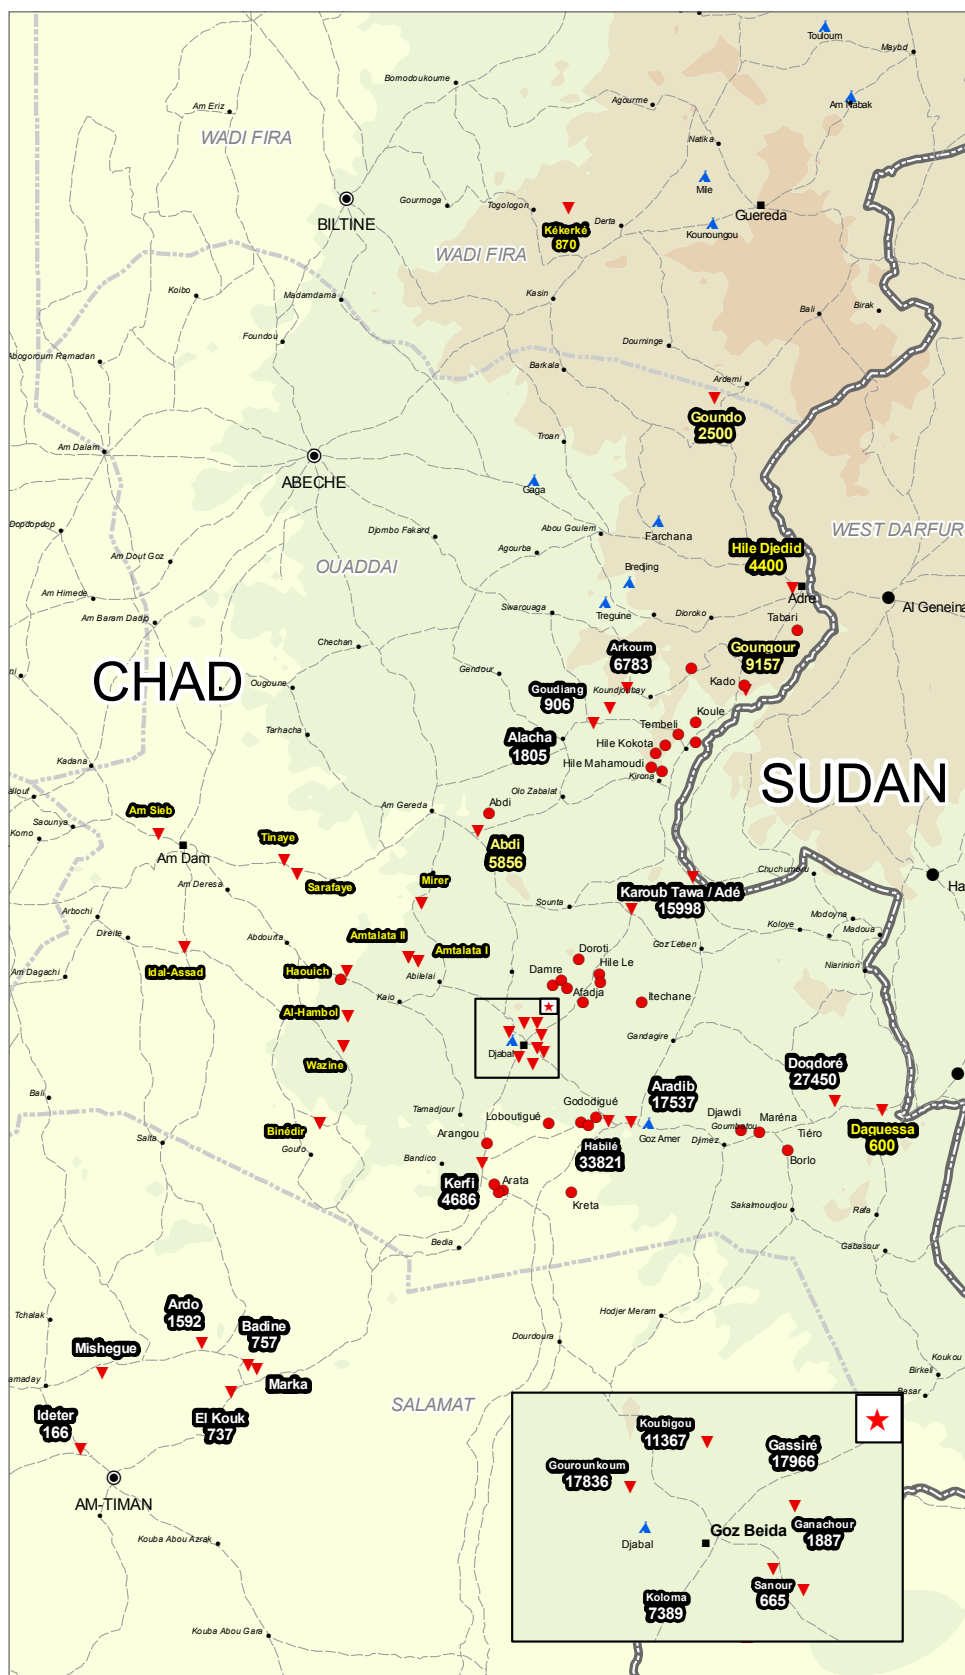 Touloum
Maybd
Bomodoukoume
Am Eriz
Agourme
Am Nabak
WADI FIRA
Natika
Mile
Gourmoga
Togologon
Guereda
BILTINE
Derta
Kounoungou
Kékerké
870
WADI FIRA
Koibo
Madamdama
Kasin
Bali
Birak
Foundou
Dourninge
Abogoroum Ramadan
Barkala
Ardemi
Goundo
2500
Am Dalam
Troan
ABECHE
Gaga
Dopdopdop
Djombo Fakard
Abou Goulem
Farchana
WEST DARFUR
Agourba
Hile Djedid
4400
Am Dout Goz
OUADDAI
Bredjing
Am Himede
Adre
Al Geneina
Swarouaga
Treguine
Dioroko
Tabari
Am Baram Dadjo
Chechan
Arkoum
6783
Goungour
9157
CHAD
Gendour
Kado
Ougoune
Goudiang
906
Koundjoubay
Koule
Tarhacha
Alacha
1805
Tembeli
Hile Kokota
Kadana
Hile Mahamoudi
Kirona
SUDAN
Olo Zabalat
Am Gereda
Abdi
Am Sieb
Saounya
Komo
Tinaye
Am Dam
Abdi
5856
Sarafaye
Mirer
Chuchumeru
Am Deresa
Karoub Tawa / Adé
15998
Ha
Arbochi
Sounta
Modoyna
Direite
Abdourta
Amtalata II
Koloye
Madoua
Amtalata I
Doroti
Goz Leben
Idal-Assad
Haouich
Damre
Hile Le
Niarinion
Am Dagachi
Abilelai
Kaio
Afadja
Itechane
Al-Hambol
Djabal
Gandagire
Wazine
Dogdoré
27450
Aradib
17537
Bali
Tamadjour
Loboutigué
Gododigué
Djawdi
Maréna
Binédir
Goumbatou
Tiéro
Daguessa
600
Salta
Arangou
Goz Amer
Djimez
Goufo
Bandico
Habilé
33821
Borlo
Kerfi
4686
Arata
Kreta
Sakalmoudjou
Rafa
Bedia
Gabasour
Ardo
1592
Tchalak
Badine
757
Hodjer Meram
Mishegue
Dourdoura
Koukou
Marka
Birkeli
Basar
SALAMAT
Ideter
166
El Kouk
737
Koubigou
11367
Gassiré
17966
Gourounkoum
17836
AM-TIMAN
Ganachour
1887
Goz Beida
Djabal
Kouba Abou Azrak
Sanour
665
Koloma
7389
Kouba Abou Gara